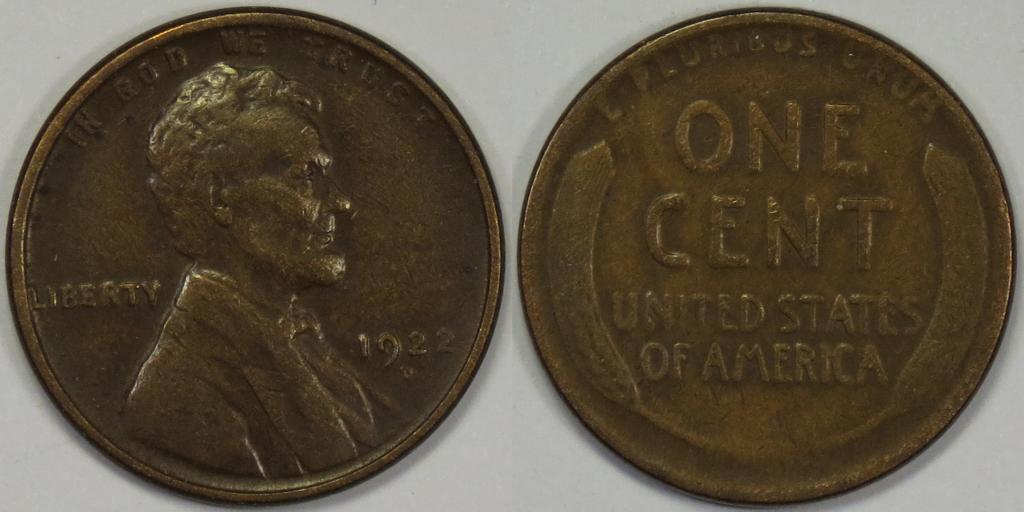 IN GOD WE TRUST
LIBERTY
1922
D
E PLURIBUS UNUM
ONE
CENT
UNITED STATES
OF AMERICA